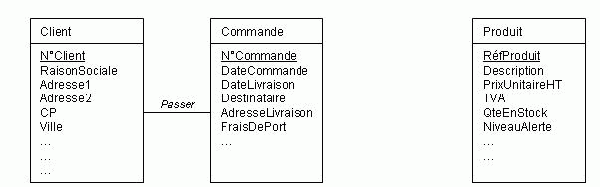 Client
N°Client
RaisonSociale
Adresse1
Adresse2
CP
Ville
...
...
...
Passer
Commande
N°Commande
DateCommande
DateLivraison
Destinataire
AdresseLivraison
FraisDePort
...
Produit
RéfProduit
Description
PrixUnitaireHT
TVA
QteEnStock
NiveauAlerte
...
...